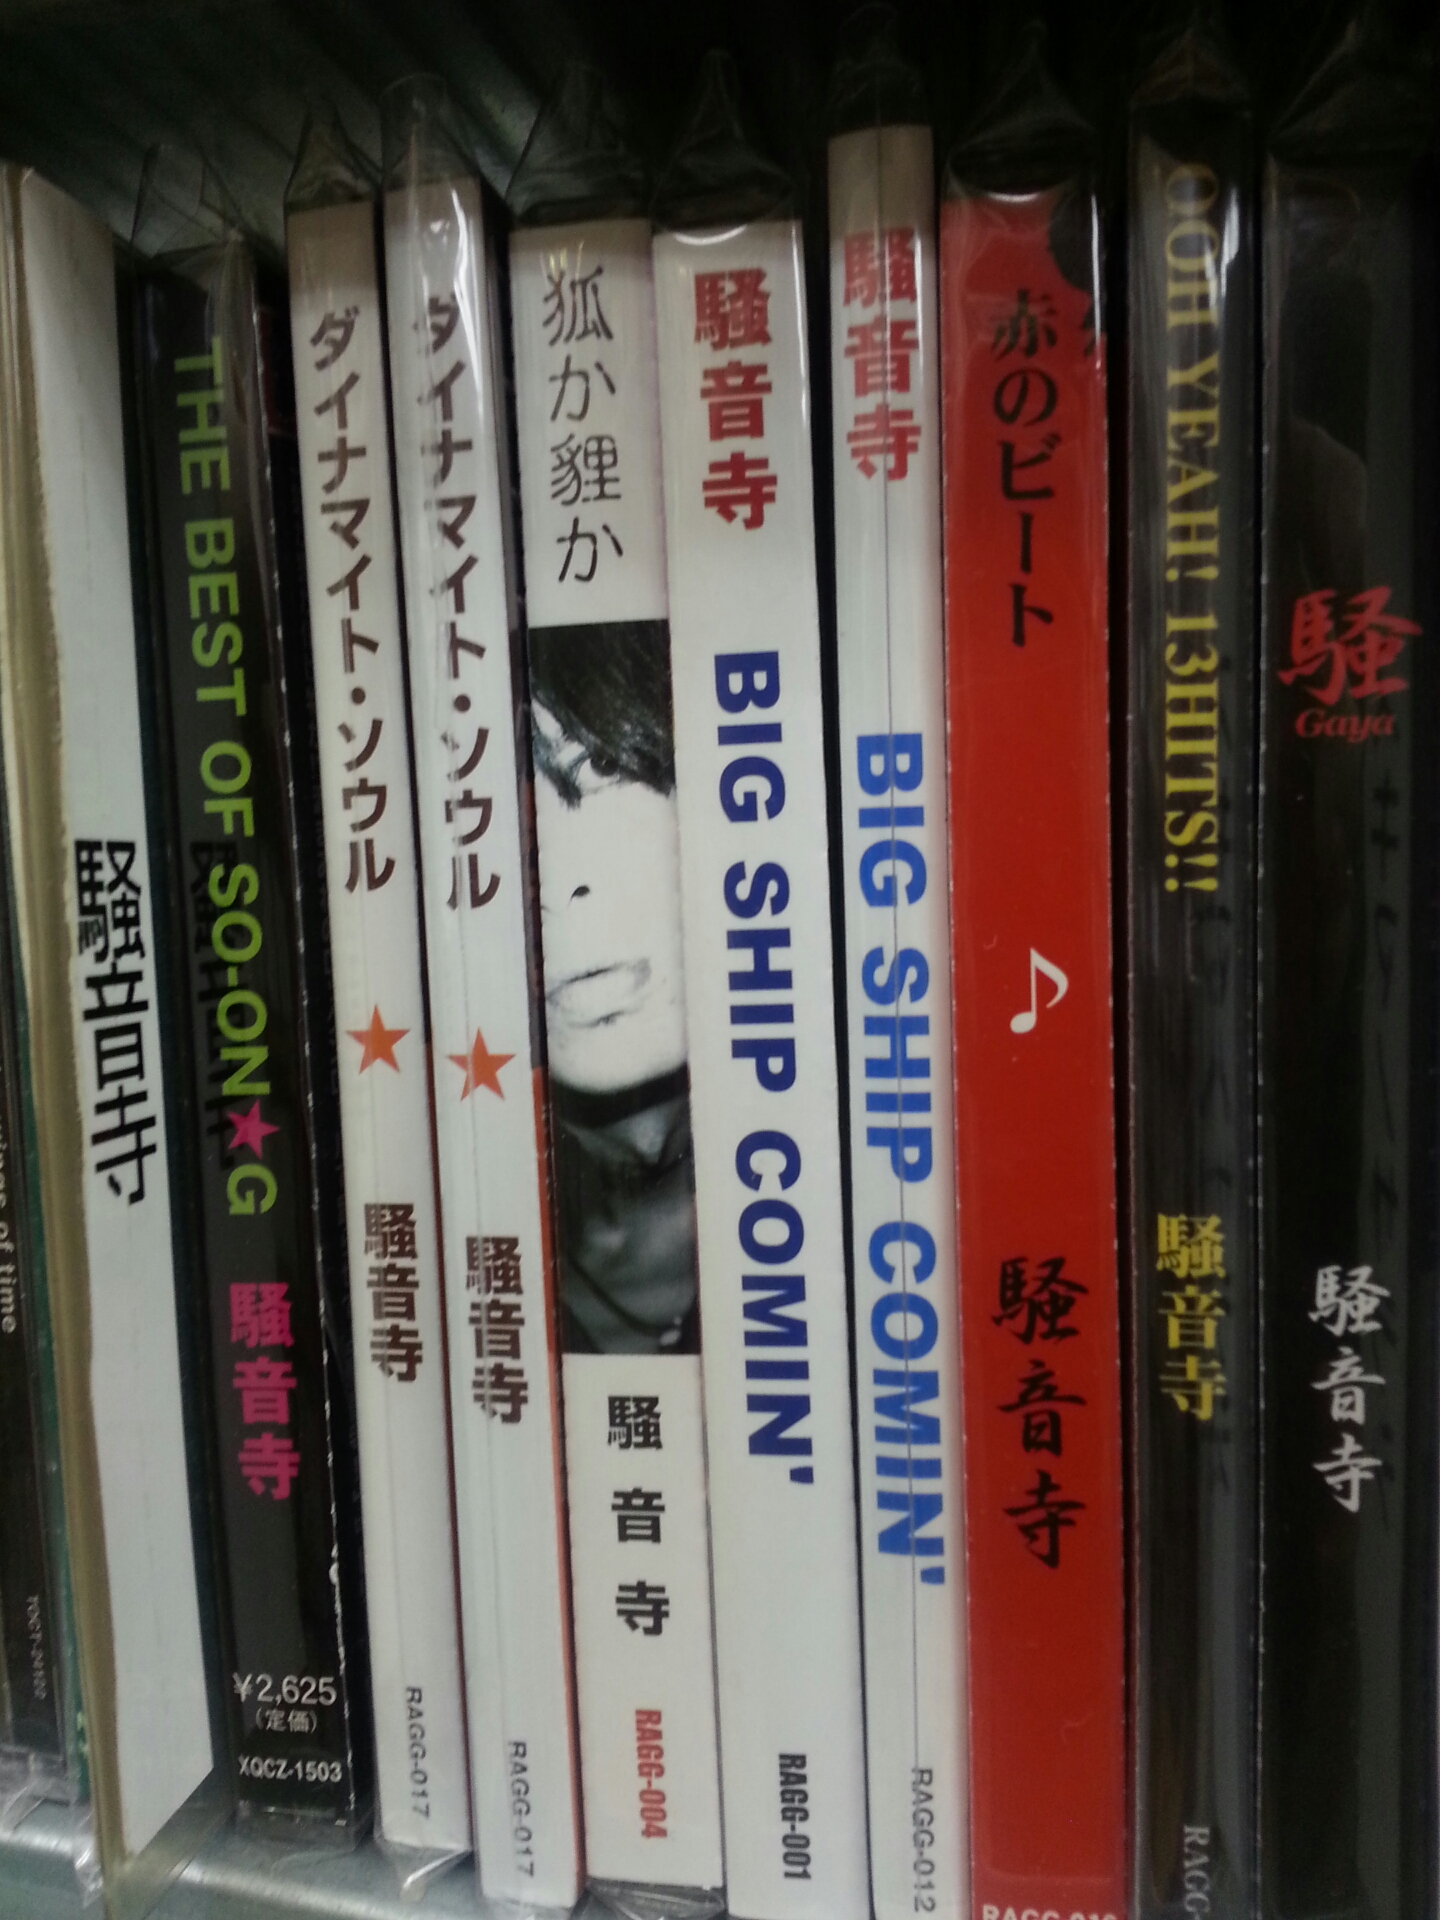 騒音寺
THE BEST OF SO-ON★G
騒音寺
¥2,625
(定価)
XQCZ-1503
ダイナマイト・ソウル
★
騒音寺
RAGG-017
ダイナマイト・ソウル
★
騒音寺
RAGG-017
狐か貍か
騒音寺
RAGG-004
騒音寺
BIG SHIP COMIN'
RAGG-001
騒音寺
BIG SHIP COMIN'
RAGG-012
赤のビート
♪
騒音寺
OOH YEAH! 13HITS!!
騒音寺
RAGG-
騒
Gaya
騒音寺
of time